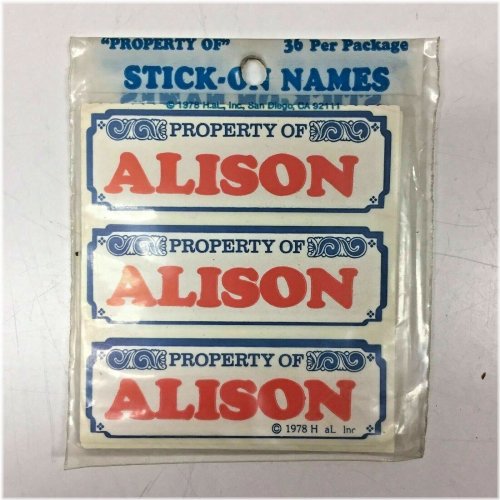 "PROPERTY OF" 36 Per Package
STICK-ON NAMES
© 1978 H.aL, Inc, San Diego, CA 92111
PROPERTY OF
ALISON
PROPERTY OF
ALISON
PROPERTY OF
ALISON
© 1978 H aL Inc